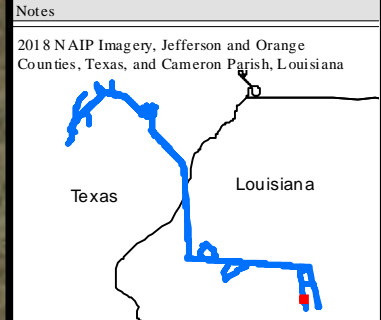 Notes
2018 NAIP Imagery, Jefferson and Orange
Counties, Texas, and Cameron Parish, Louisiana
Louisiana
Texas